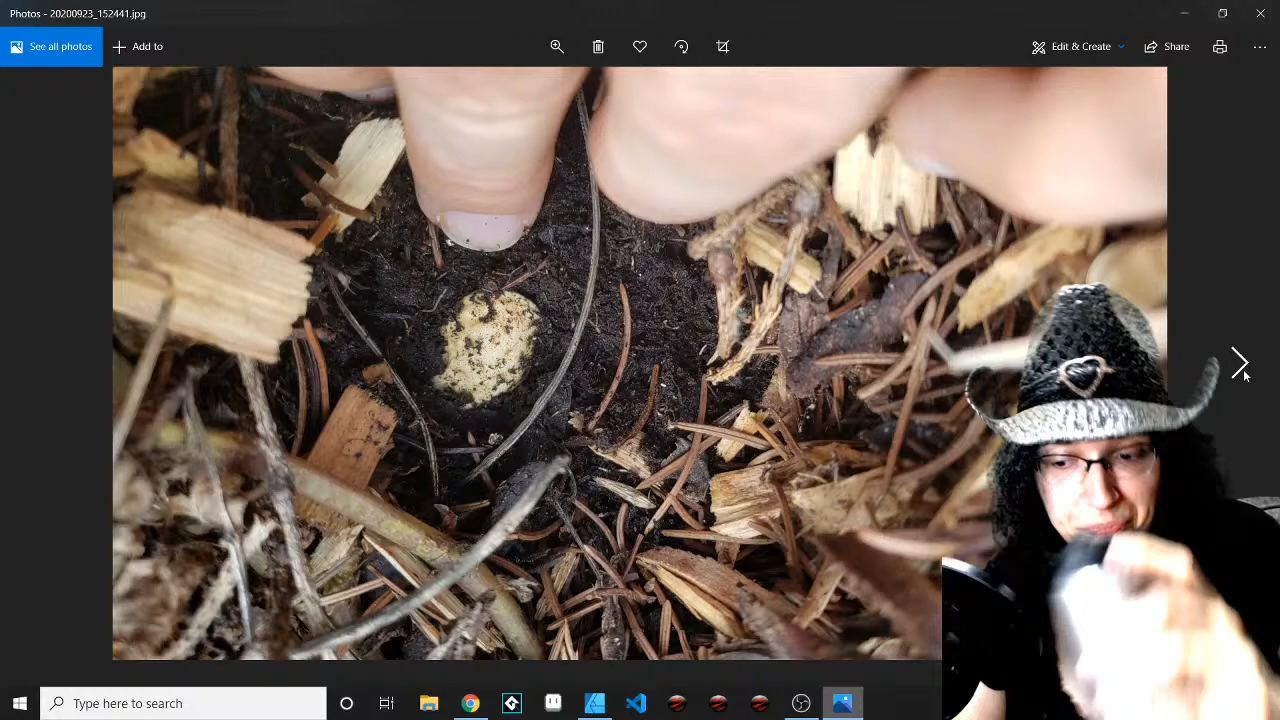 Photos - 20200923_152441.jpg
See all photos
Add to
Edit & Create
Share
Type here to search